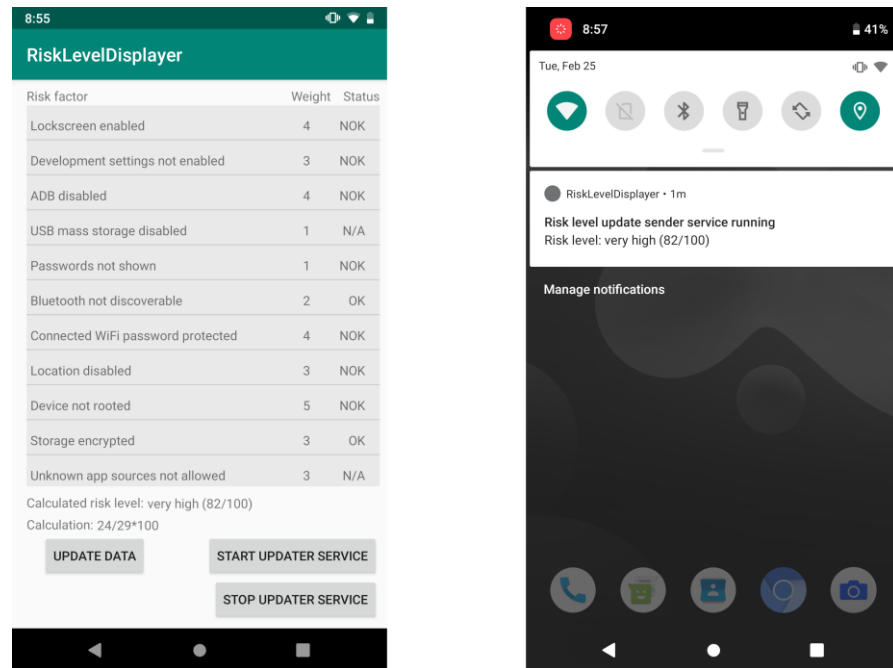 8:55
RiskLevelDisplayer
Risk factor Weight Status
Lockscreen enabled 4 NOK
Development settings not enabled 3 NOK
ADB disabled 4 NOK
USB mass storage disabled 1 N/A
Passwords not shown 1 NOK
Bluetooth not discoverable 2 OK
Connected WiFi password protected 4 NOK
Location disabled 3 NOK
Device not rooted 5 NOK
Storage encrypted 3 OK
Unknown app sources not allowed 3 N/A
Calculated risk level: very high (82/100)
Calculation: 24/29*100
UPDATE DATA START UPDATER SERVICE
STOP UPDATER SERVICE
8:57 41%
Tue, Feb 25
RiskLevelDisplayer • 1m
Risk level update sender service running
Risk level: very high (82/100)
Manage notifications